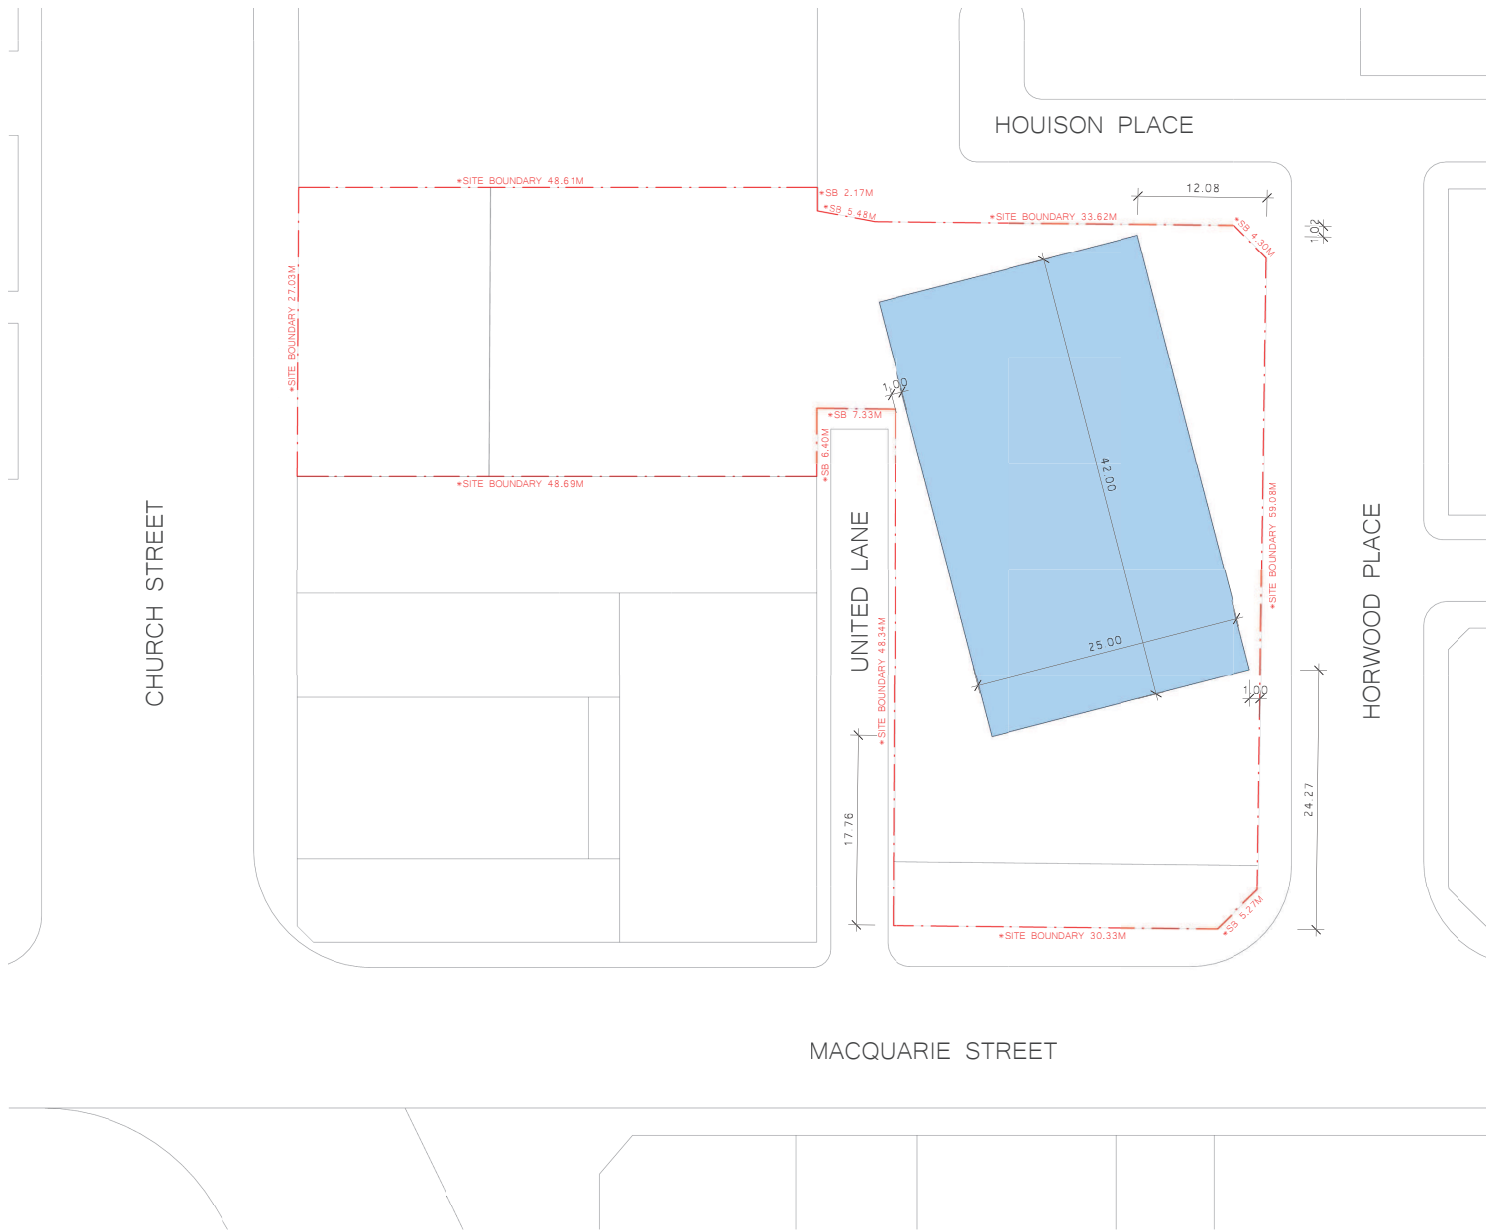 HOUISON PLACE
*SITE BOUNDARY 48.61M
*SB 2.17M
*SB 5.48M
*SITE BOUNDARY 33.62M
12.08
*SB 4.30M
1.02
*SITE BOUNDARY 27.03M
1.00
*SB 7.33M
*SB 6.40M
*SITE BOUNDARY 48.69M
42.00
*SITE BOUNDARY 59.08M
CHURCH STREET
UNITED LANE
HORWOOD PLACE
*SITE BOUNDARY 48.34M
25.00
1.00
17.76
24.27
*SB 5.27M
*SITE BOUNDARY 30.33M
MACQUARIE STREET